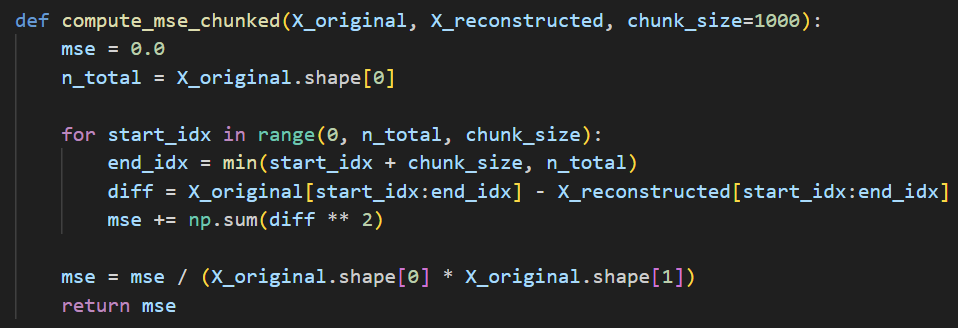 def compute_mse_chunked(X_original, X_reconstructed, chunk_size=1000):
    mse = 0.0
    n_total = X_original.shape[0]

    for start_idx in range(0, n_total, chunk_size):
        end_idx = min(start_idx + chunk_size, n_total)
        diff = X_original[start_idx:end_idx] - X_reconstructed[start_idx:end_idx]
        mse += np.sum(diff ** 2)

    mse = mse / (X_original.shape[0] * X_original.shape[1])
    return mse